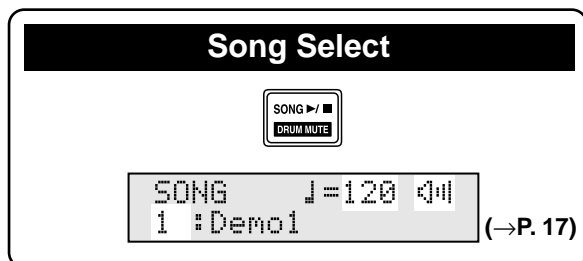 Song Select
SONG ►/■
DRUM MUTE
SONG ♩=120
1 :Demo1
(→P. 17)